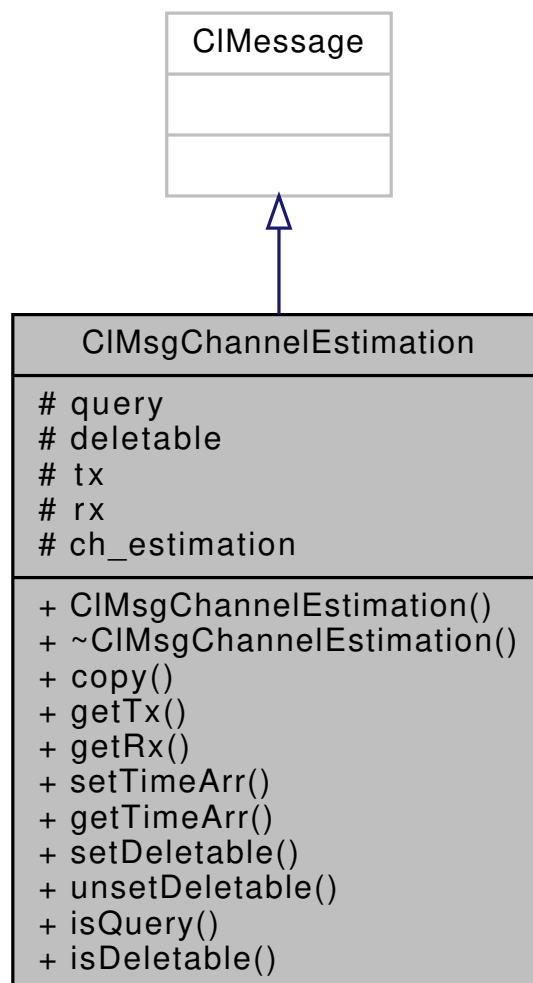 ClMessage
ClMsgChannelEstimation
# query
# deletable
# tx
# rx
# ch_estimation
+ ClMsgChannelEstimation()
+ ~ClMsgChannelEstimation()
+ copy()
+ getTx()
+ getRx()
+ setTimeArr()
+ getTimeArr()
+ setDeletable()
+ unsetDeletable()
+ isQuery()
+ isDeletable()